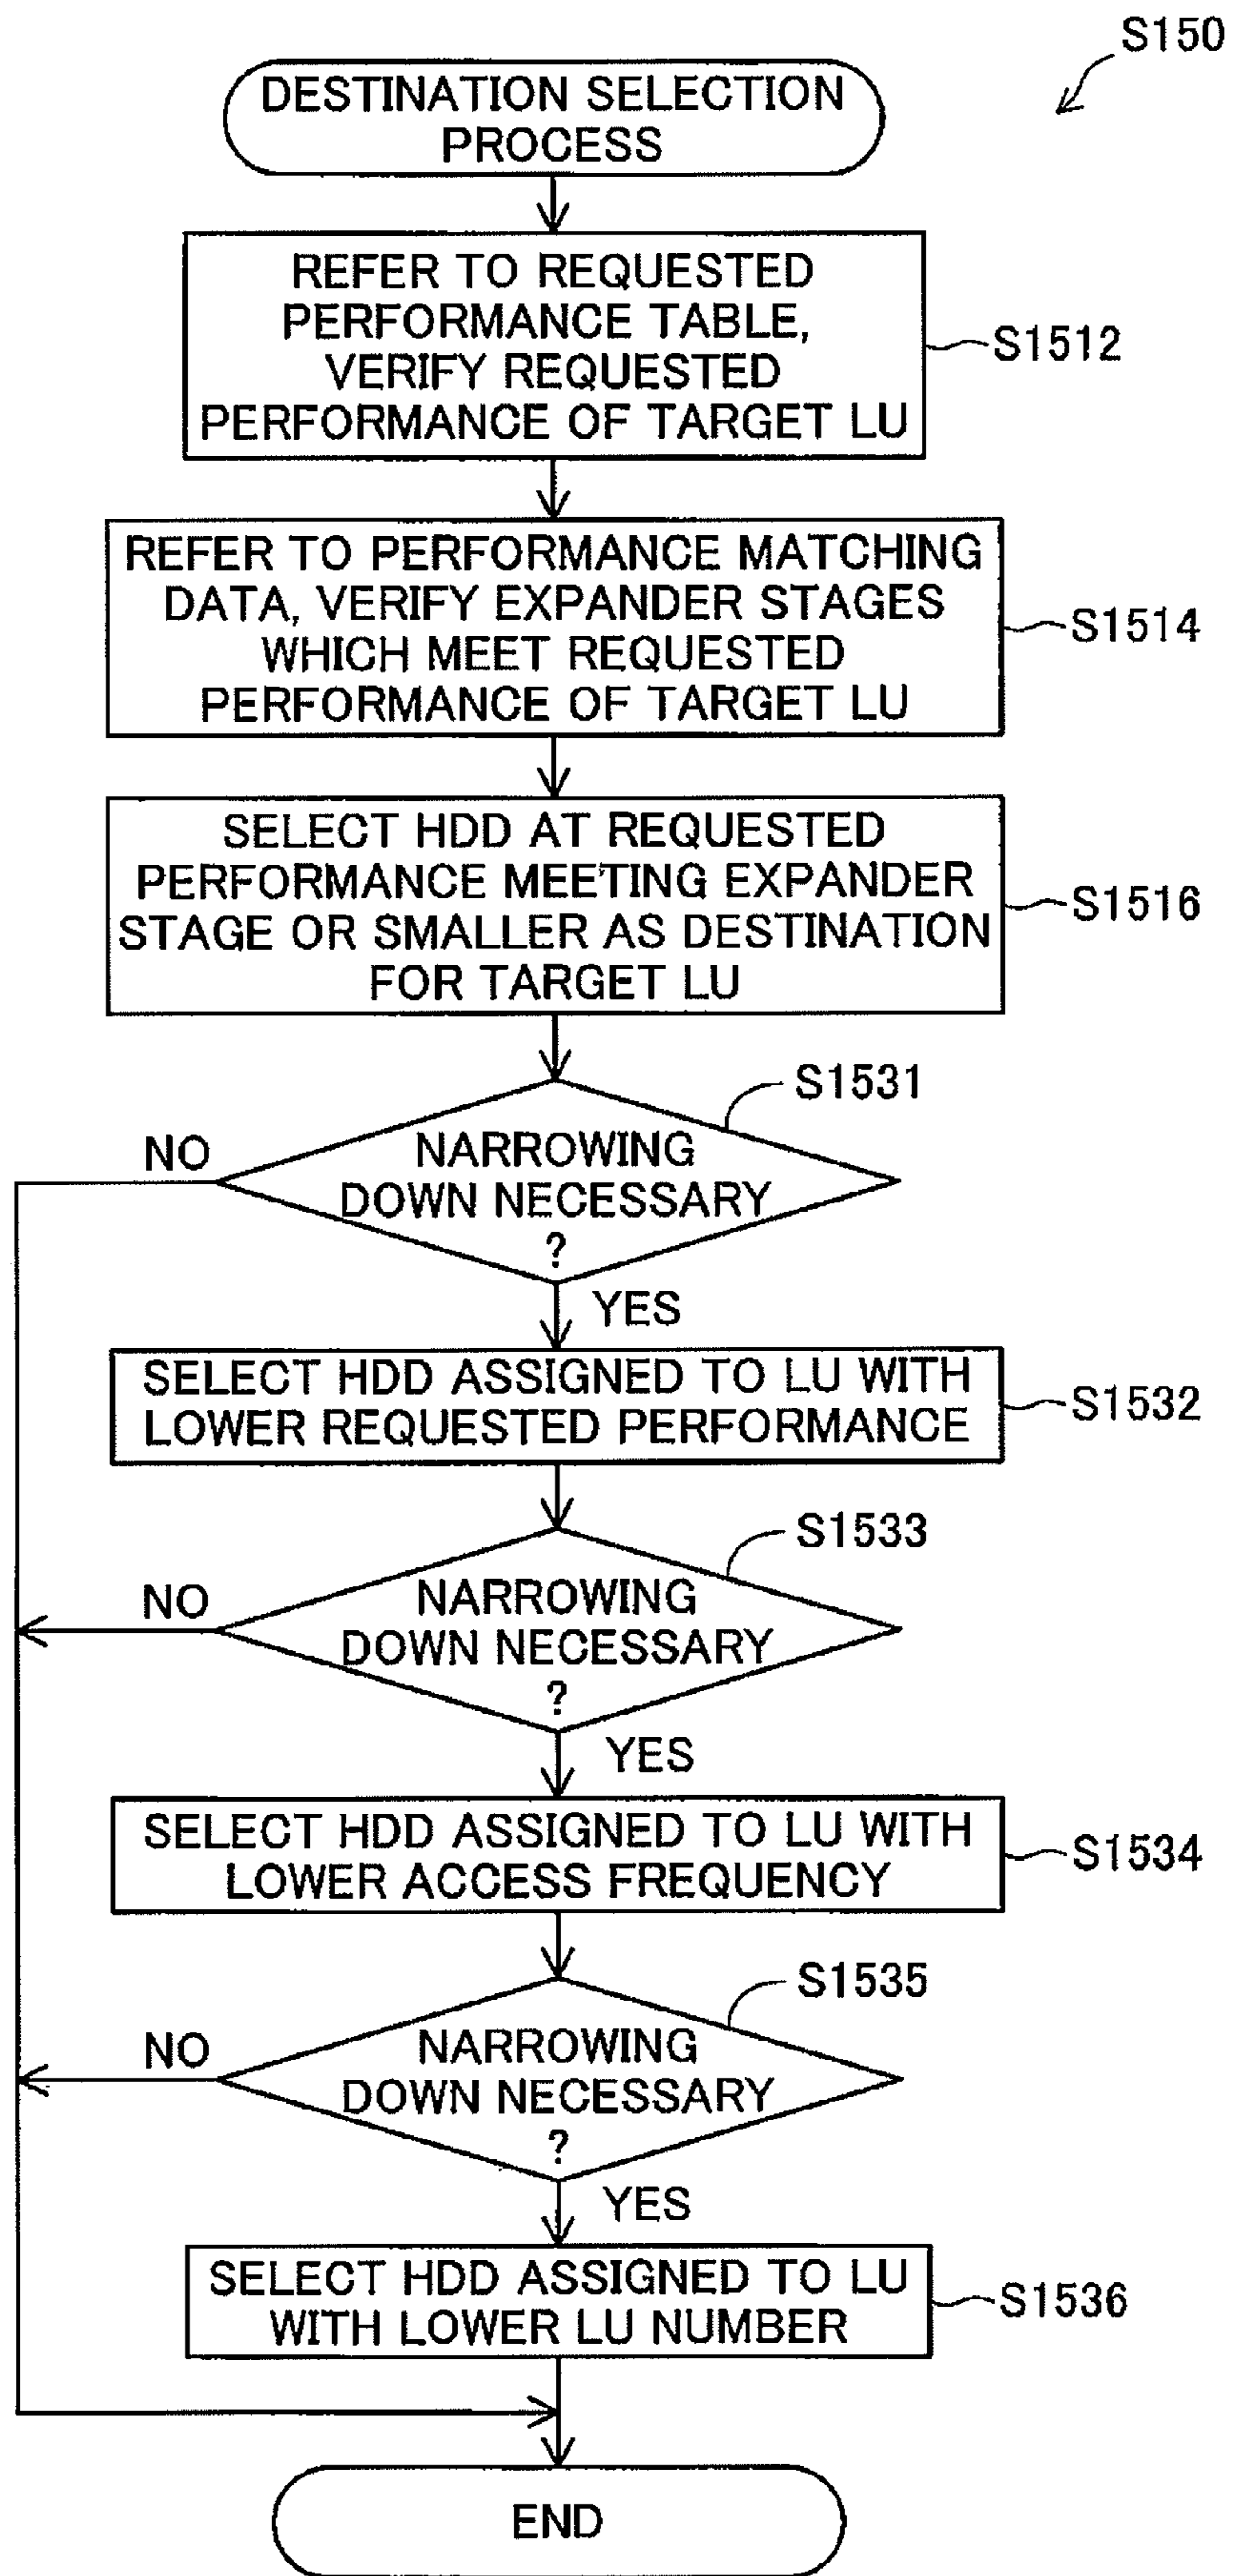 S150
DESTINATION SELECTION
PROCESS
REFER TO REQUESTED
PERFORMANCE TABLE,
VERIFY REQUESTED
PERFORMANCE OF TARGET LU
S1512
REFER TO PERFORMANCE MATCHING
DATA, VERIFY EXPANDER STAGES
WHICH MEET REQUESTED
PERFORMANCE OF TARGET LU
S1514
SELECT HDD AT REQUESTED
PERFORMANCE MEETING EXPANDER
STAGE OR SMALLER AS DESTINATION
FOR TARGET LU
S1516
S1531
NO
NARROWING
DOWN NECESSARY
?
YES
SELECT HDD ASSIGNED TO LU WITH
LOWER REQUESTED PERFORMANCE
S1532
S1533
NO
NARROWING
DOWN NECESSARY
?
YES
SELECT HDD ASSIGNED TO LU WITH
LOWER ACCESS FREQUENCY
S1534
S1535
NO
NARROWING
DOWN NECESSARY
?
YES
SELECT HDD ASSIGNED TO LU
WITH LOWER LU NUMBER
S1536
END